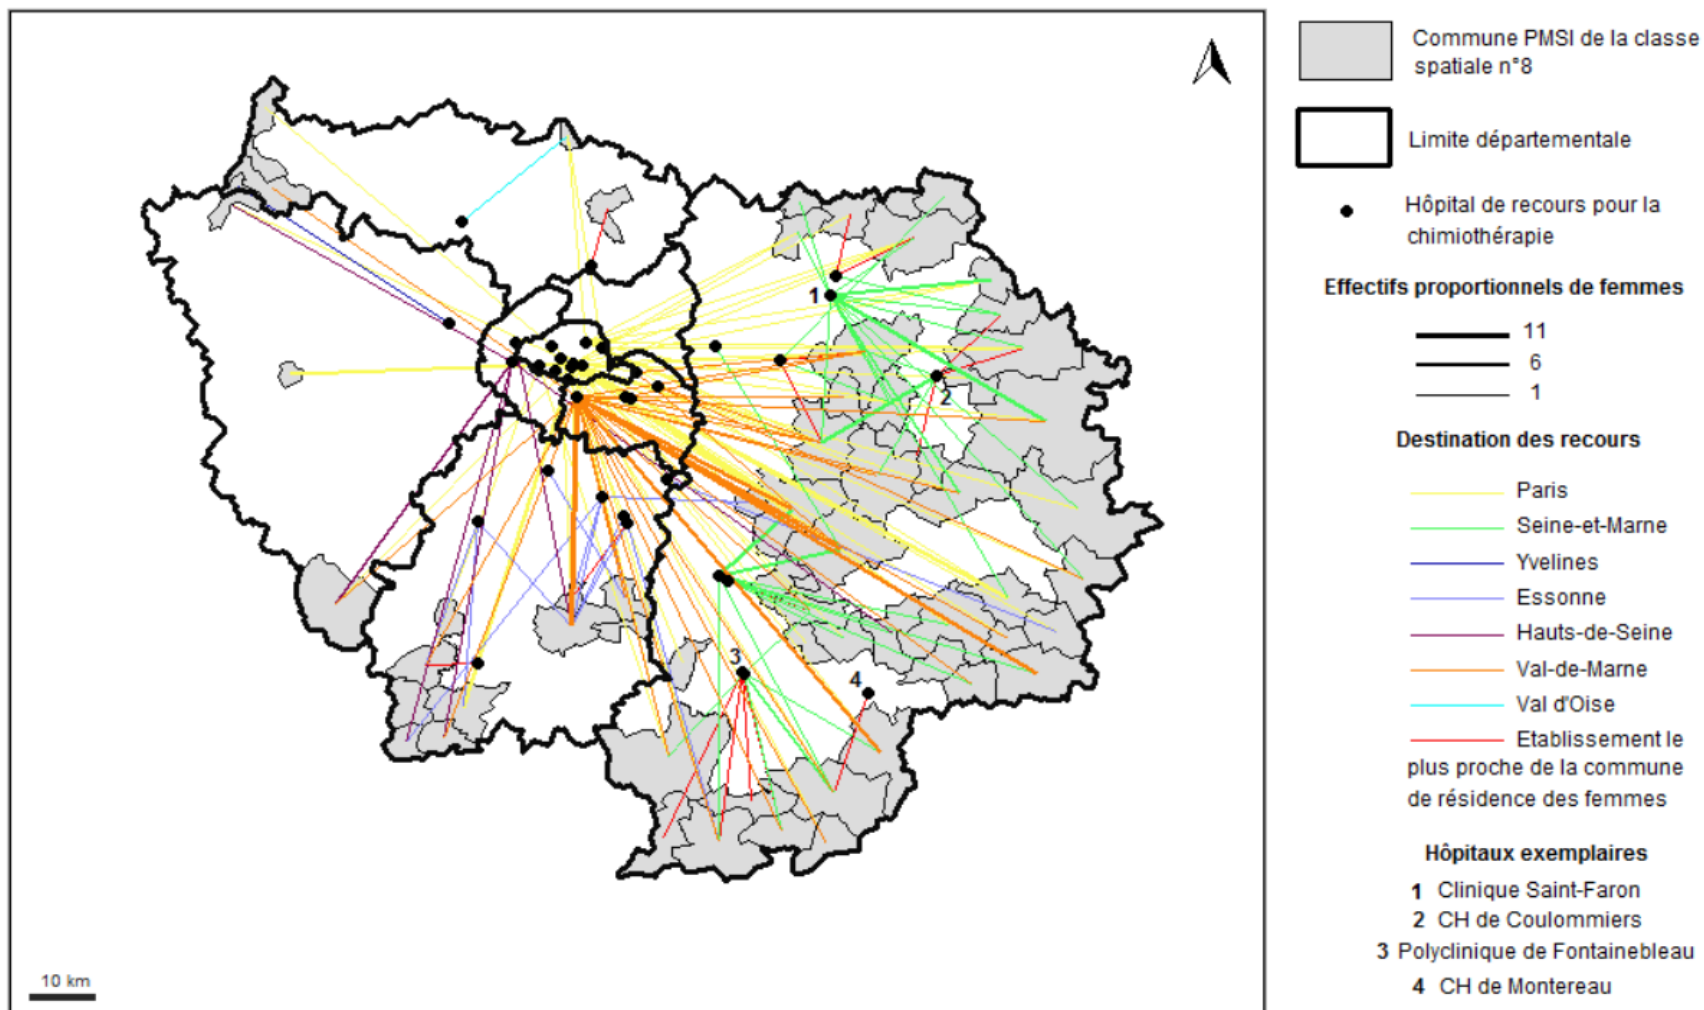 Commune PMSI de la classe
spatiale n°8
Limite départementale
Hôpital de recours pour la
chimiothérapie
Effectifs proportionnels de femmes
11
6
1
Destination des recours
Paris
Seine-et-Marne
Yvelines
Essonne
Hauts-de-Seine
Val-de-Marne
Val d'Oise
Etablissement le
plus proche de la commune
de résidence des femmes
Hôpitaux exemplaires
1 Clinique Saint-Faron
2 CH de Coulommiers
3 Polyclinique de Fontainebleau
4 CH de Montereau
1
2
3
4
10 km